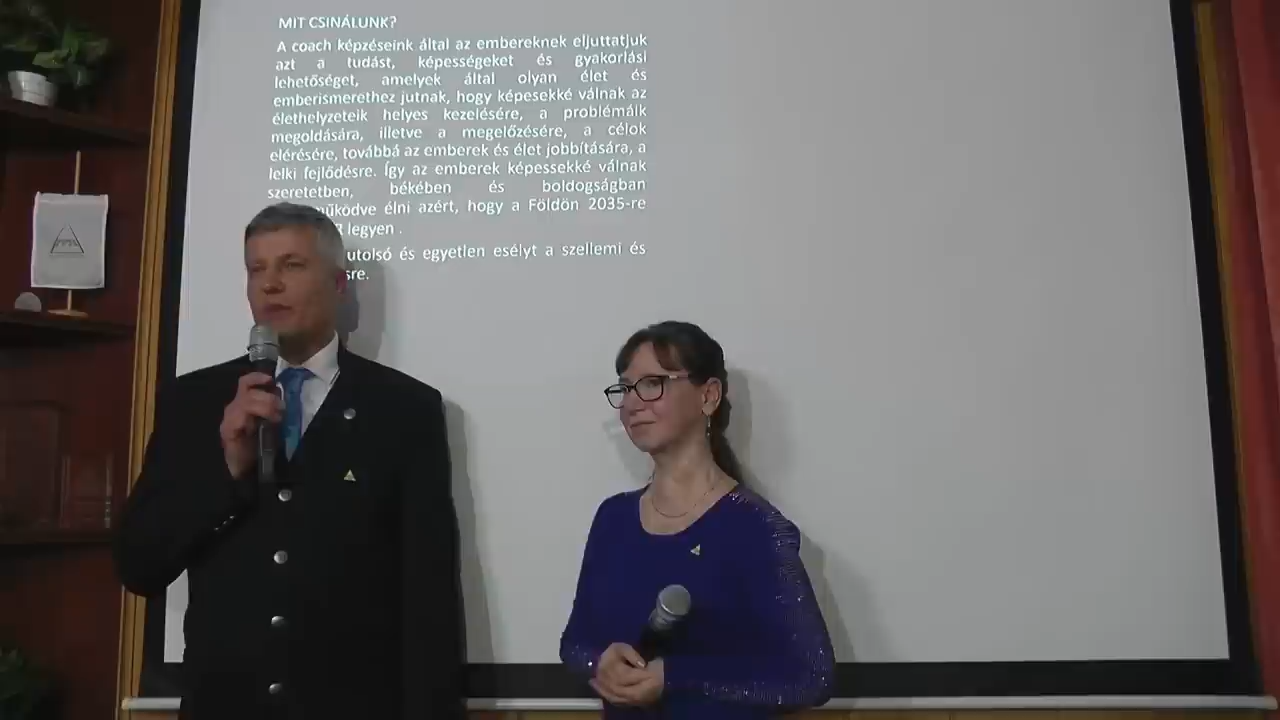 MIT CSINÁLUNK?
A coach képzéseink által az embereknek eljuttatjuk
azt a tudást, képességeket és gyakorlási
lehetőséget, amelyek által olyan élet és
emberismerethez jutnak, hogy képesekké válnak az
élethelyzeteik helyes kezelésére, a problémáik
megoldására, illetve a megelőzésére, a célok
elérésére, továbbá az emberek és élet jobbítására, a
lelki fejlődésre. Így az emberek képessekké válnak
szeretetben, békében és boldogságban
élni azért, hogy a Földön 2035-re
legyen .
utolsó és egyetlen esélyt a szellemi és